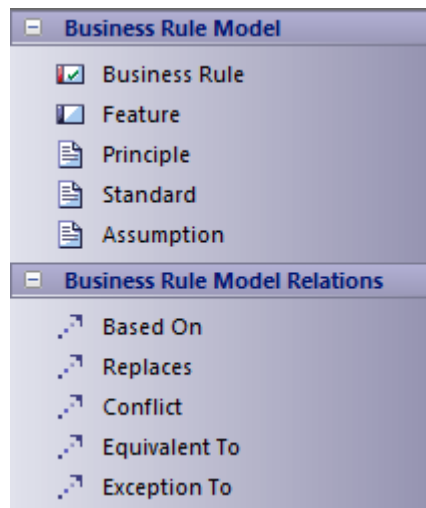 Business Rule Model
Business Rule
Feature
Principle
Standard
Assumption
Business Rule Model Relations
Based On
Replaces
Conflict
Equivalent To
Exception To